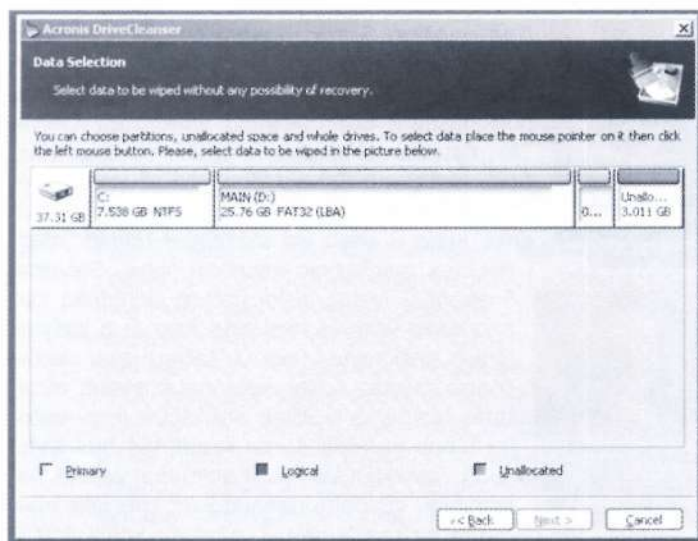 Acronis DriveCleanser
Data Selection
Select data to be wiped without any possibility of recovery.
You can choose partitions, unallocated space and whole drives. To select data place the mouse pointer on it then click
the left mouse button. Please, select data to be wiped in the picture below.
37.31 GB
C:
7.538 GB NTFS
MAIN (D:)
25.76 GB FAT32 (LBA)
0...
Unallo...
3.011 GB
Primary
Logical
Unallocated
< Back
Next >
Cancel